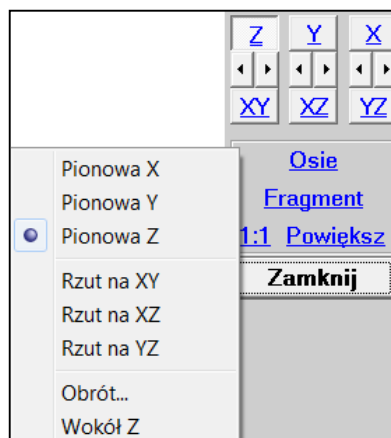 Z Y X
XY XZ YZ
Osie
Fragment
1:1 Powiększ
Zamknij
Pionowa X
Pionowa Y
Pionowa Z
Rzut na XY
Rzut na XZ
Rzut na YZ
Obrót...
Wokół Z